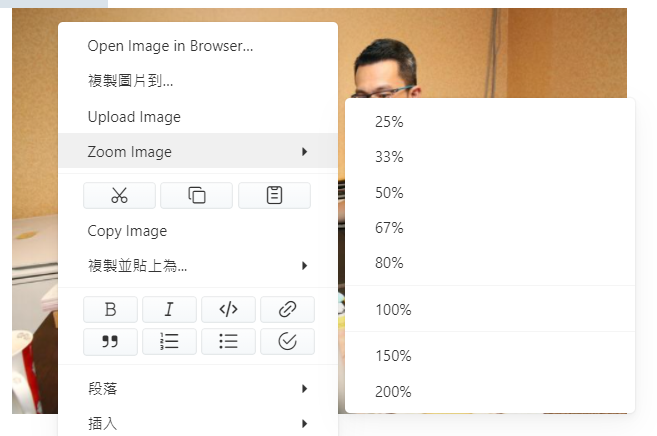 Open Image in Browser...
複製圖片到...
Upload Image
Zoom Image
Copy Image
複製並貼上為...
B
I
段落
插入
25%
33%
50%
67%
80%
100%
150%
200%